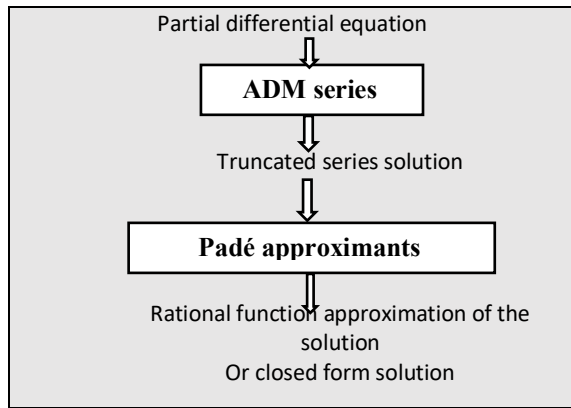 Partial differential equation
ADM series
Truncated series solution
Padé approximants
Rational function approximation of the
solution
Or closed form solution